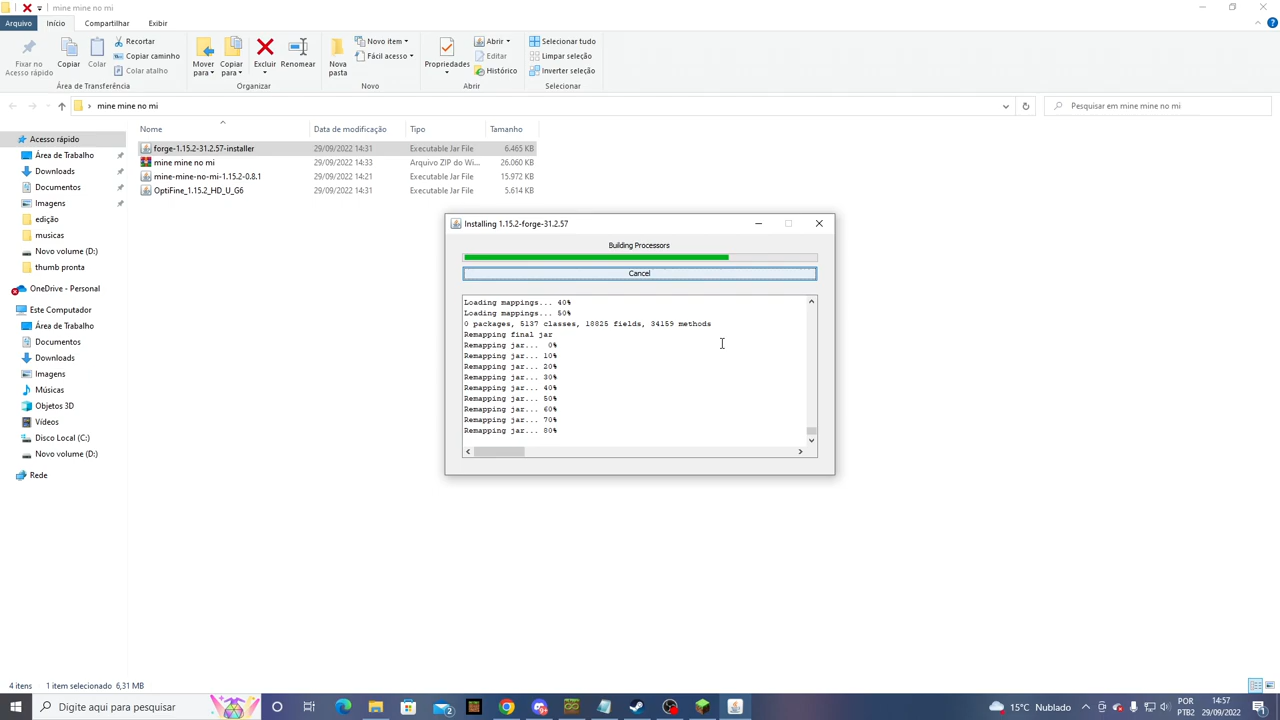 mine mine no mi
Arquivo
Início
Compartilhar
Exibir
Fixar no
Acesso rápido
Copiar
Colar
Recortar
Copiar caminho
Colar atalho
Área de Transferência
Mover
para
Copiar
para
Excluir
Renomear
Organizar
Nova
pasta
Novo item
Fácil acesso
Novo
Propriedades
Abrir
Editar
Histórico
Abrir
Selecionar tudo
Limpar seleção
Inverter seleção
Selecionar
mine mine no mi
Pesquisar em mine mine no mi
Nome
Data de modificação
Tipo
Tamanho
forge-1.15.2-31.2.57-installer 29/09/2022 14:31 Executable Jar File 6.465 KB
mine mine no mi 29/09/2022 14:33 Arquivo ZIP do Wi... 26.060 KB
mine-mine-no-mi-1.15.2-0.8.1 29/09/2022 14:21 Executable Jar File 15.972 KB
OptiFine_1.15.2_HD_U_G6 29/09/2022 14:31 Executable Jar File 5.614 KB
Acesso rápido
Área de Trabalho
Downloads
Documentos
Imagens
edição
musicas
Novo volume (D:)
thumb pronta
OneDrive - Personal
Este Computador
Área de Trabalho
Documentos
Downloads
Imagens
Músicas
Objetos 3D
Vídeos
Disco Local (C:)
Novo volume (D:)
Rede
Installing 1.15.2-forge-31.2.57
Building Processors
Cancel
Loading mappings... 40%
Loading mappings... 50%
0 packages, 5137 classes, 18825 fields, 34159 methods
Remapping final jar
Remapping jar... 0%
Remapping jar... 10%
Remapping jar... 20%
Remapping jar... 30%
Remapping jar... 40%
Remapping jar... 50%
Remapping jar... 60%
Remapping jar... 70%
Remapping jar... 80%
4 itens 1 item selecionado 6,31 MB
Digite aqui para pesquisar
15°C Nublado
POR
PTB2
14:57
29/09/2022